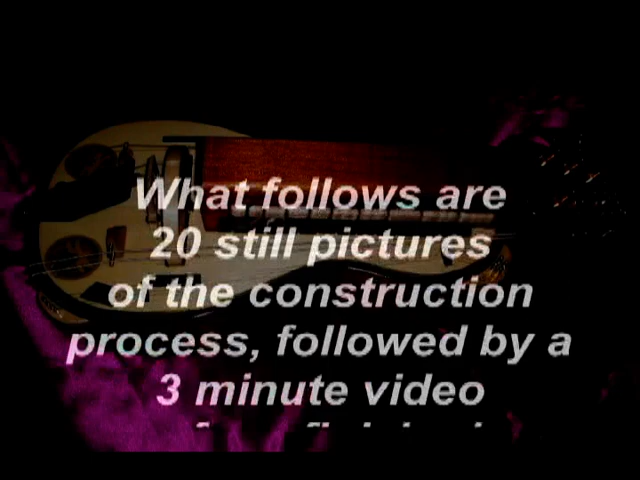 What follows are
20 still pictures
of the construction
process, followed by a
3 minute video